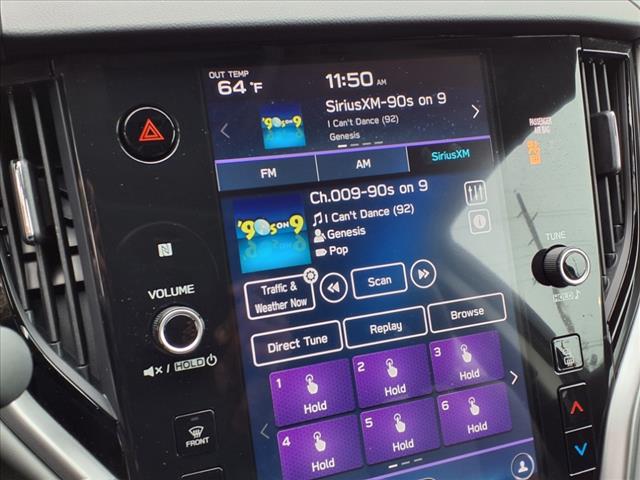 OUT TEMP
64 °F
11:50 AM
'90s ON 9
SiriusXM-90s on 9
I Can't Dance (92)
Genesis
FM
AM
SiriusXM
PASSENGER
AIR BAG
'90s ON 9
Ch.009-90s on 9
I Can't Dance (92)
Genesis
Pop
Traffic &
Weather Now
Scan
Direct Tune
Replay
Browse
1
Hold
2
Hold
3
Hold
4
Hold
5
Hold
6
Hold
N
VOLUME
HOLD
FRONT
TUNE
HOLD